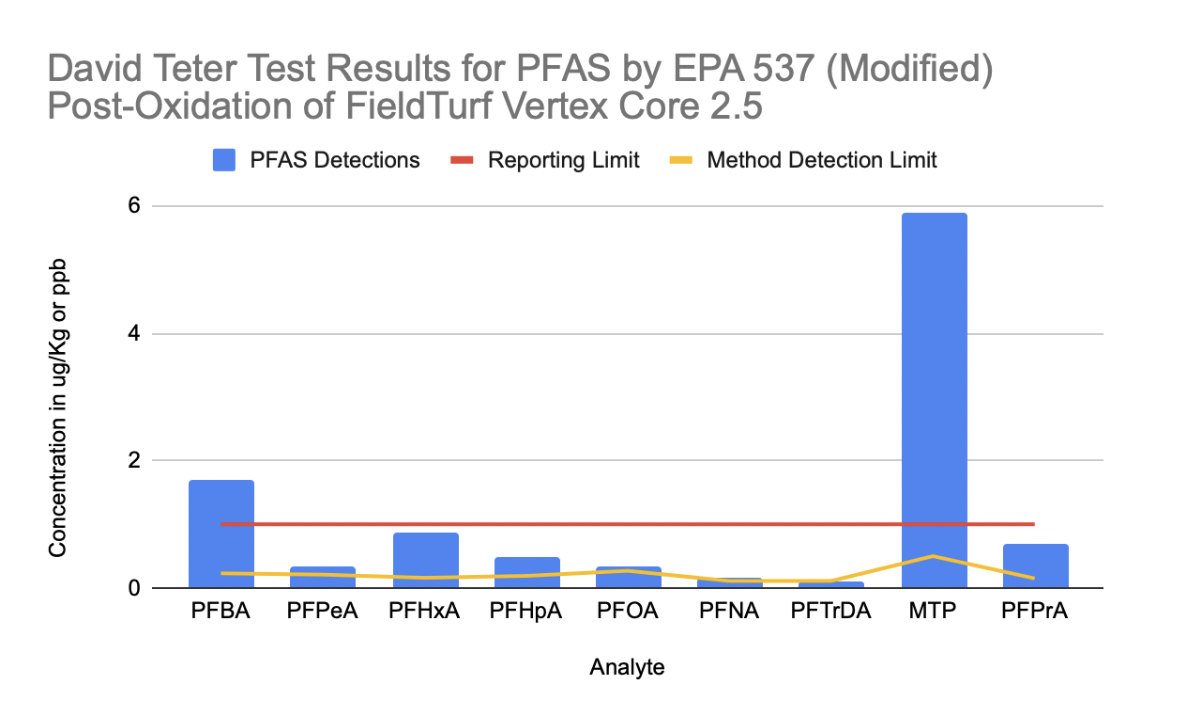 David Teter Test Results for PFAS by EPA 537 (Modified)
Post-Oxidation of FieldTurf Vertex Core 2.5
PFAS Detections Reporting Limit Method Detection Limit
Concentration in ug/Kg or ppb
6
4
2
0
PFBA PFPeA PFHxA PFHpA PFOA PFNA PFTrDA MTP PFPrA
Analyte